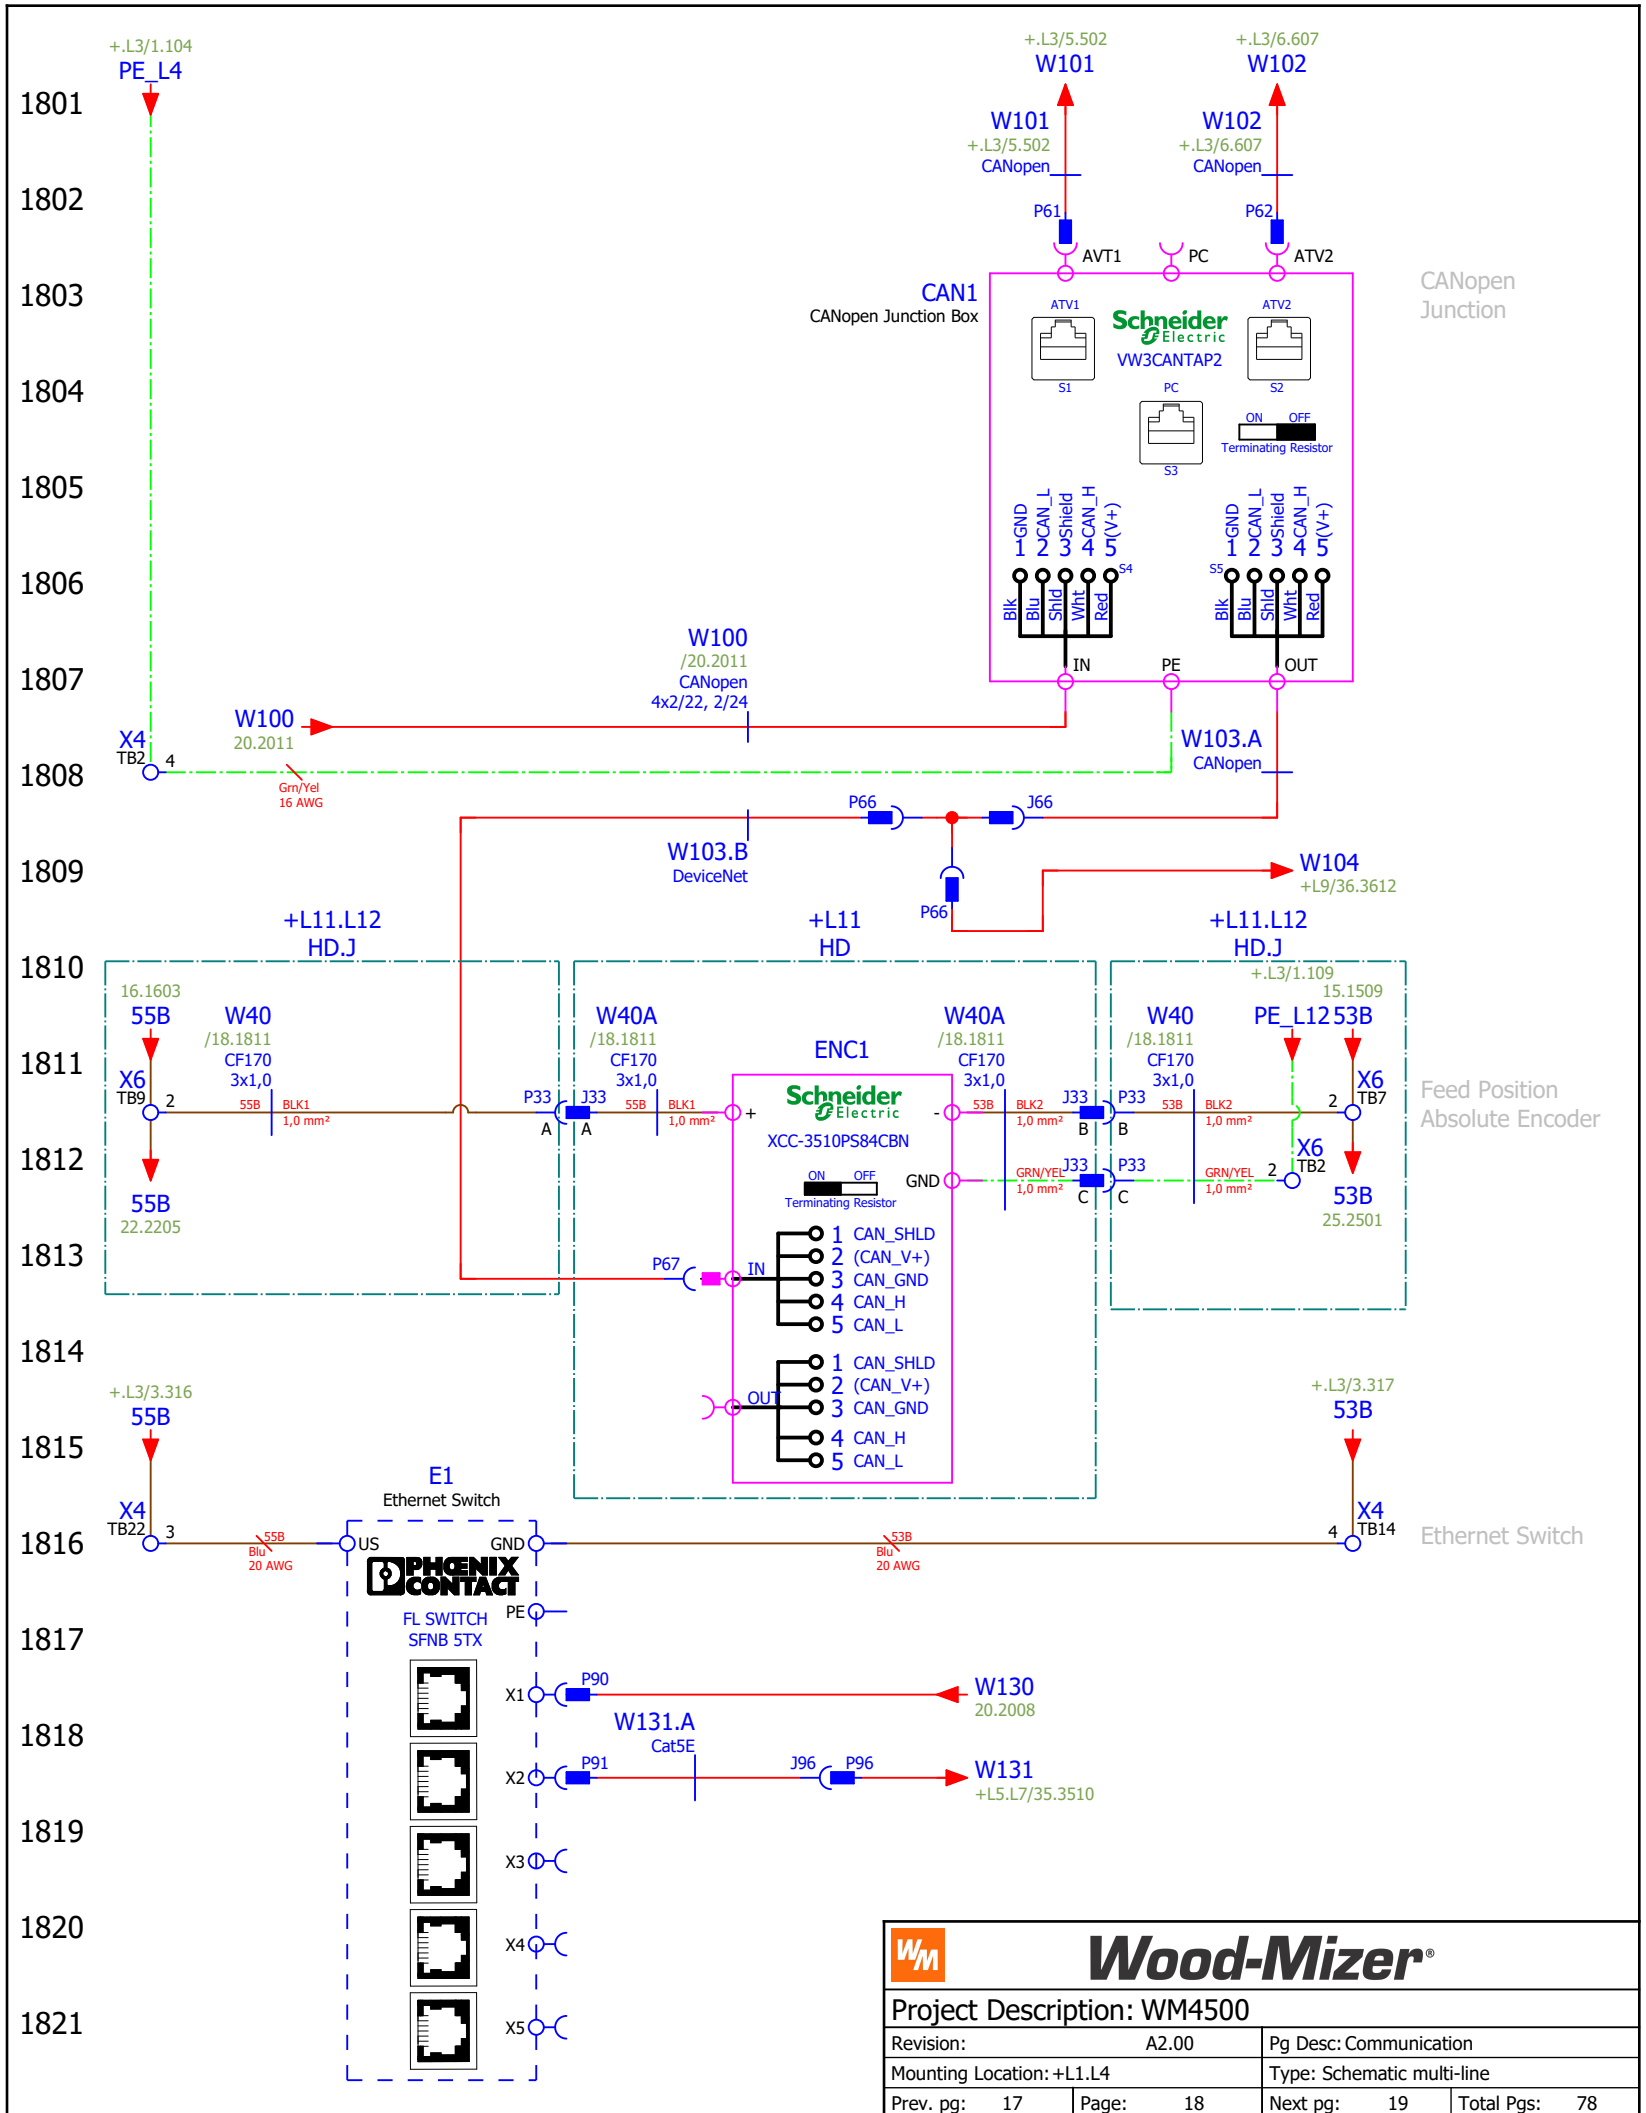 +.L3/1.104
PE_L4
+.L3/5.502
W101
+.L3/6.607
W102
1801
W101
+.L3/5.502
CANopen
W102
+.L3/6.607
CANopen
1802
P61
P62
AVT1
PC
ATV2
1803
CAN1
CANopen Junction Box
CANopen
Junction
ATV1
Schneider
Electric
VW3CANTAP2
ATV2
S1
S2
1804
PC
S3
ON OFF
Terminating Resistor
1805
GND CAN_L Shield CAN_H (V+)
1 2 3 4 5
S4
GND CAN_L Shield CAN_H (V+)
1 2 3 4 5
S5
1806
Blk Blu Shld Wht Red
Blk Blu Shld Wht Red
IN
PE
OUT
1807
W100
/20.2011
CANopen
4x2/22, 2/24
W100
20.2011
X4
TB2
4
W103.A
CANopen
1808
Grn/Yel
16 AWG
P66
J66
W103.B
DeviceNet
1809
W104
+L9/36.3612
P66
+L11.L12
HD.J
+L11
HD
+L11.L12
HD.J
1810
16.1603
55B
W40
/18.1811
CF170
3x1,0
W40A
/18.1811
CF170
3x1,0
W40A
/18.1811
CF170
3x1,0
W40
/18.1811
CF170
3x1,0
+.L3/1.109
PE_L12
15.1509
53B
1811
ENC1
X6
TB9
2
55B BLK1
1,0 mm²
P33 J33
A A
55B BLK1
1,0 mm²
+
Schneider
Electric
XCC-3510PS84CBN
-
53B BLK2
1,0 mm²
J33 P33
B B
53B BLK2
1,0 mm²
2
X6
TB7
Feed Position
Absolute Encoder
1812
ON OFF
Terminating Resistor
GND
GRN/YEL
1,0 mm²
J33 P33
C C
GRN/YEL
1,0 mm²
2
X6
TB2
55B
22.2205
53B
25.2501
1813
P67
IN
1 CAN_SHLD
2 (CAN_V+)
3 CAN_GND
4 CAN_H
5 CAN_L
1814
OUT
1 CAN_SHLD
2 (CAN_V+)
3 CAN_GND
4 CAN_H
5 CAN_L
+.L3/3.316
55B
+.L3/3.317
53B
1815
E1
Ethernet Switch
X4
TB22
3
X4
TB14
4
1816
55B
Blu
20 AWG
US
GND
53B
Blu
20 AWG
Ethernet Switch
PHŒNIX
CONTACT
PE
FL SWITCH
SFNB 5TX
1817
X1
P90
W130
20.2008
1818
W131.A
Cat5E
X2
P91
J96
P96
W131
+L5.L7/35.3510
1819
X3
1820
X4
1821
X5
WM
Wood-Mizer®
Project Description: WM4500
Revision: A2.00 Pg Desc: Communication
Mounting Location: +L1.L4 Type: Schematic multi-line
Prev. pg: 17 Page: 18 Next pg: 19 Total Pgs: 78